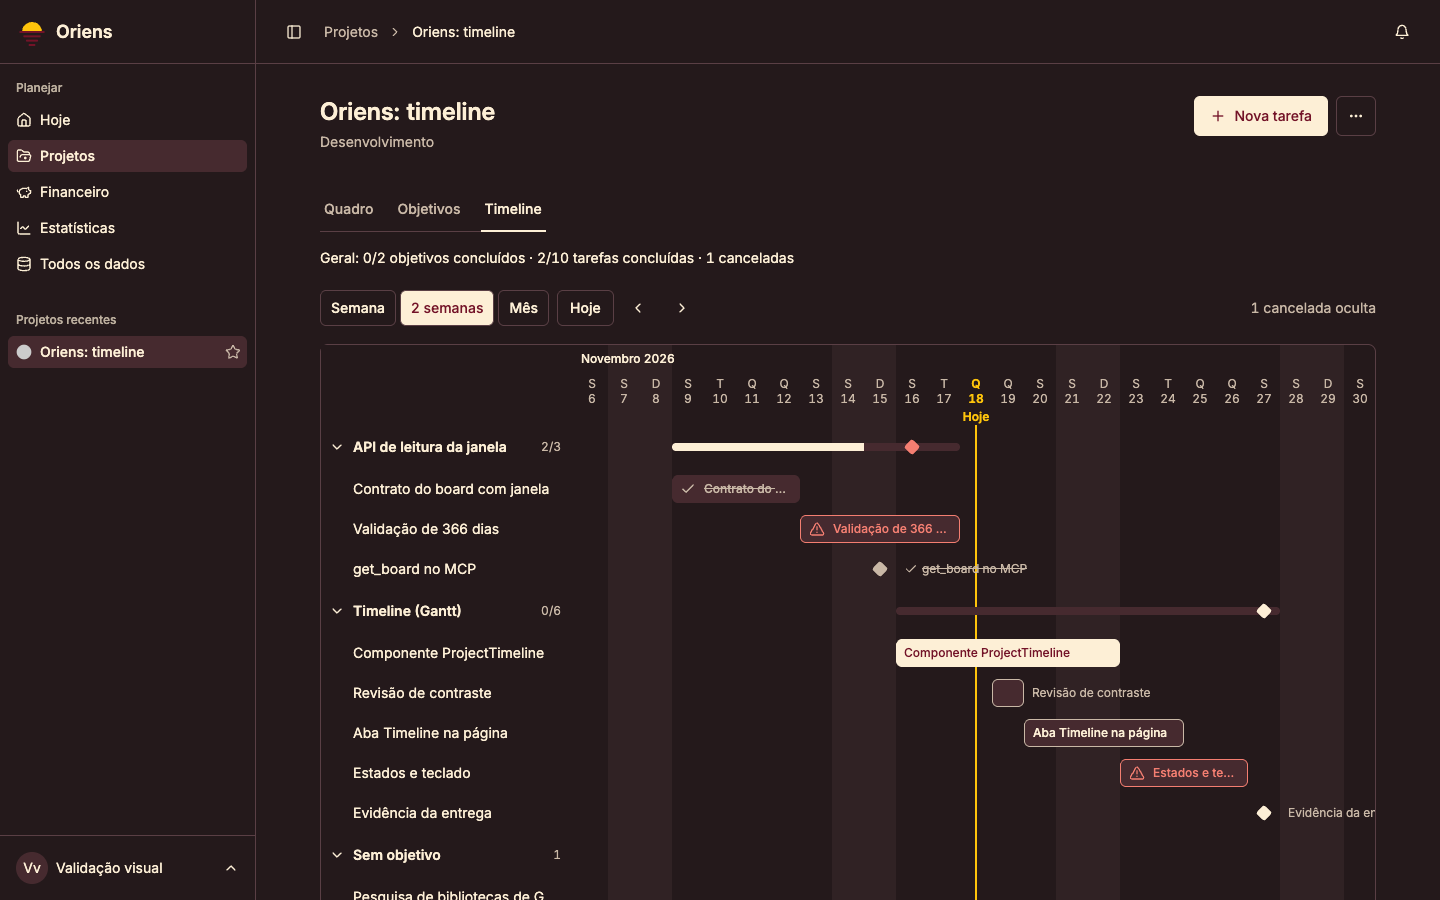 Oriens
Projetos
Oriens: timeline
Planejar
Hoje
Projetos
Financeiro
Estatísticas
Todos os dados
Projetos recentes
Oriens: timeline
Vv Validação visual
Oriens: timeline
Desenvolvimento
Nova tarefa
Quadro Objetivos Timeline
Geral: 0/2 objetivos concluídos · 2/10 tarefas concluídas · 1 canceladas
Semana 2 semanas Mês Hoje
1 cancelada oculta
Novembro 2026
S S D S T Q Q S S D S T Q Q S S D S T Q Q S S D S
6 7 8 9 10 11 12 13 14 15 16 17 18 19 20 21 22 23 24 25 26 27 28 29 30
Hoje
API de leitura da janela 2/3
Contrato do board com janela Contrato do ...
Validação de 366 dias Validação de 366 ...
get_board no MCP get_board no MCP
Timeline (Gantt) 0/6
Componente ProjectTimeline Componente ProjectTimeline
Revisão de contraste Revisão de contraste
Aba Timeline na página Aba Timeline na página
Estados e teclado Estados e te...
Evidência da entrega Evidência da er
Sem objetivo 1
Pesquisa de bibliotecas de G